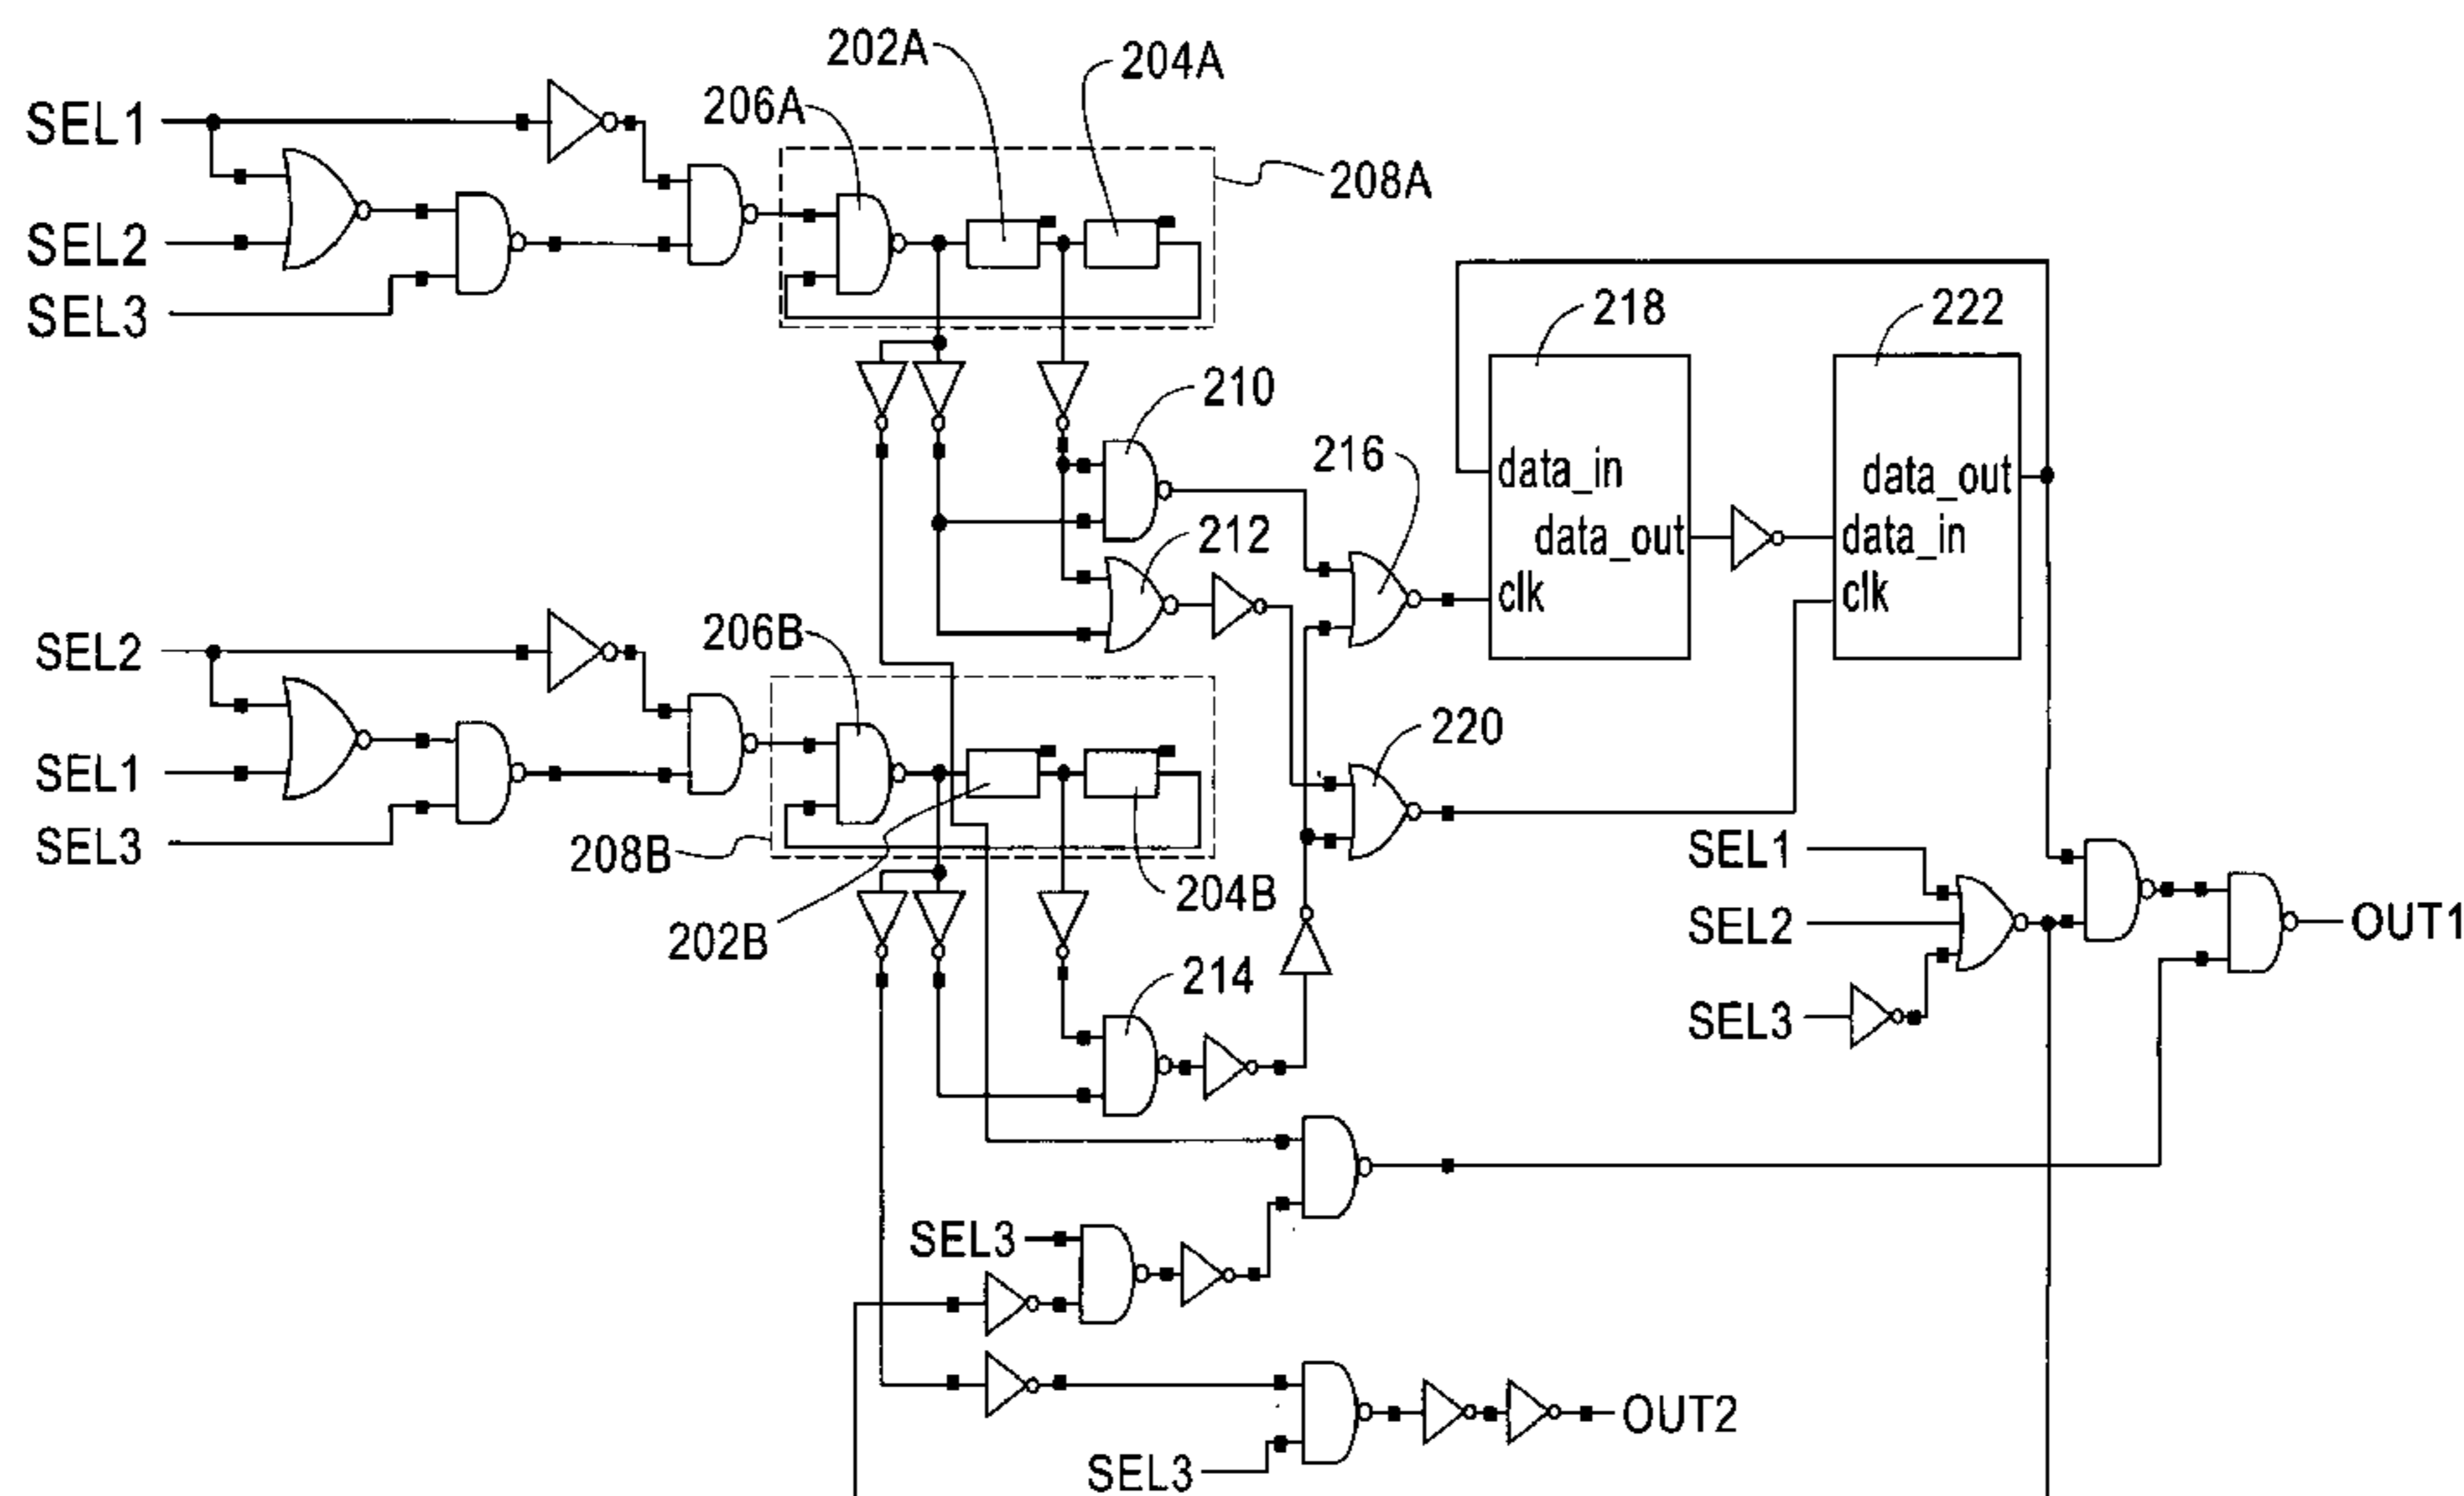 202A
204A
SEL1
206A
208A
SEL2
SEL3
218
222
210
216
data_in
data_out
212
data_out
data_in
clk
clk
SEL2
206B
220
SEL1
SEL3
208B
SEL1
204B
202B
SEL2
OUT1
214
SEL3
SEL3
OUT2
SEL3